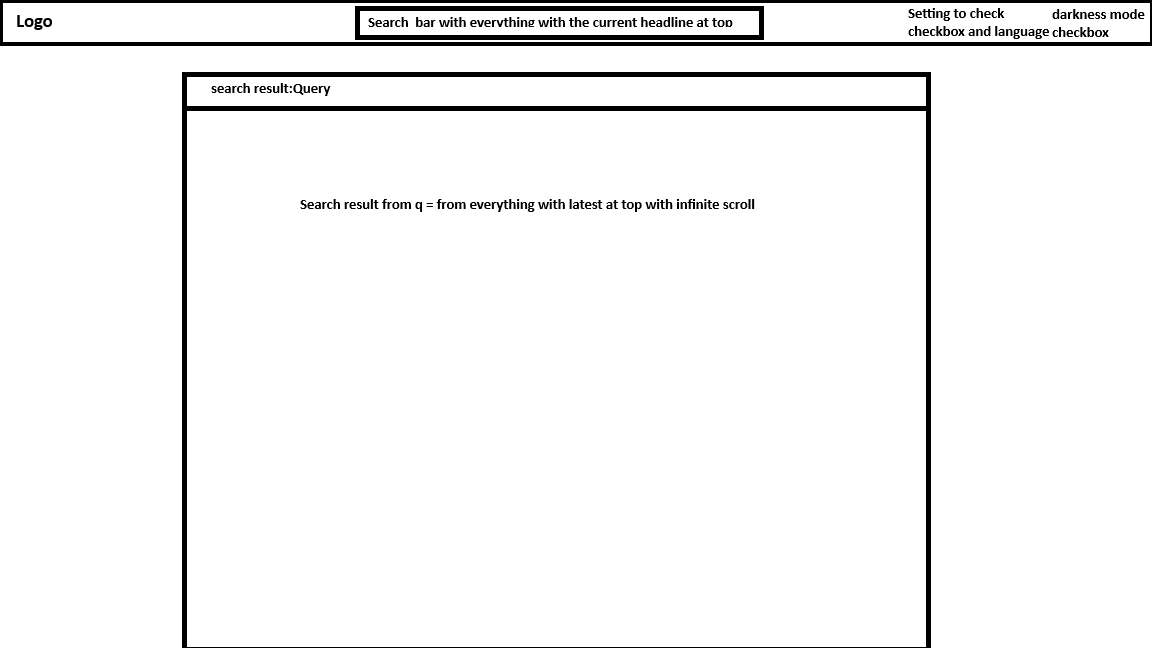 Logo
Search bar with everything with the current headline at top
Setting to check
checkbox and language
darkness mode
checkbox
search result:Query
Search result from q = from everything with latest at top with infinite scroll